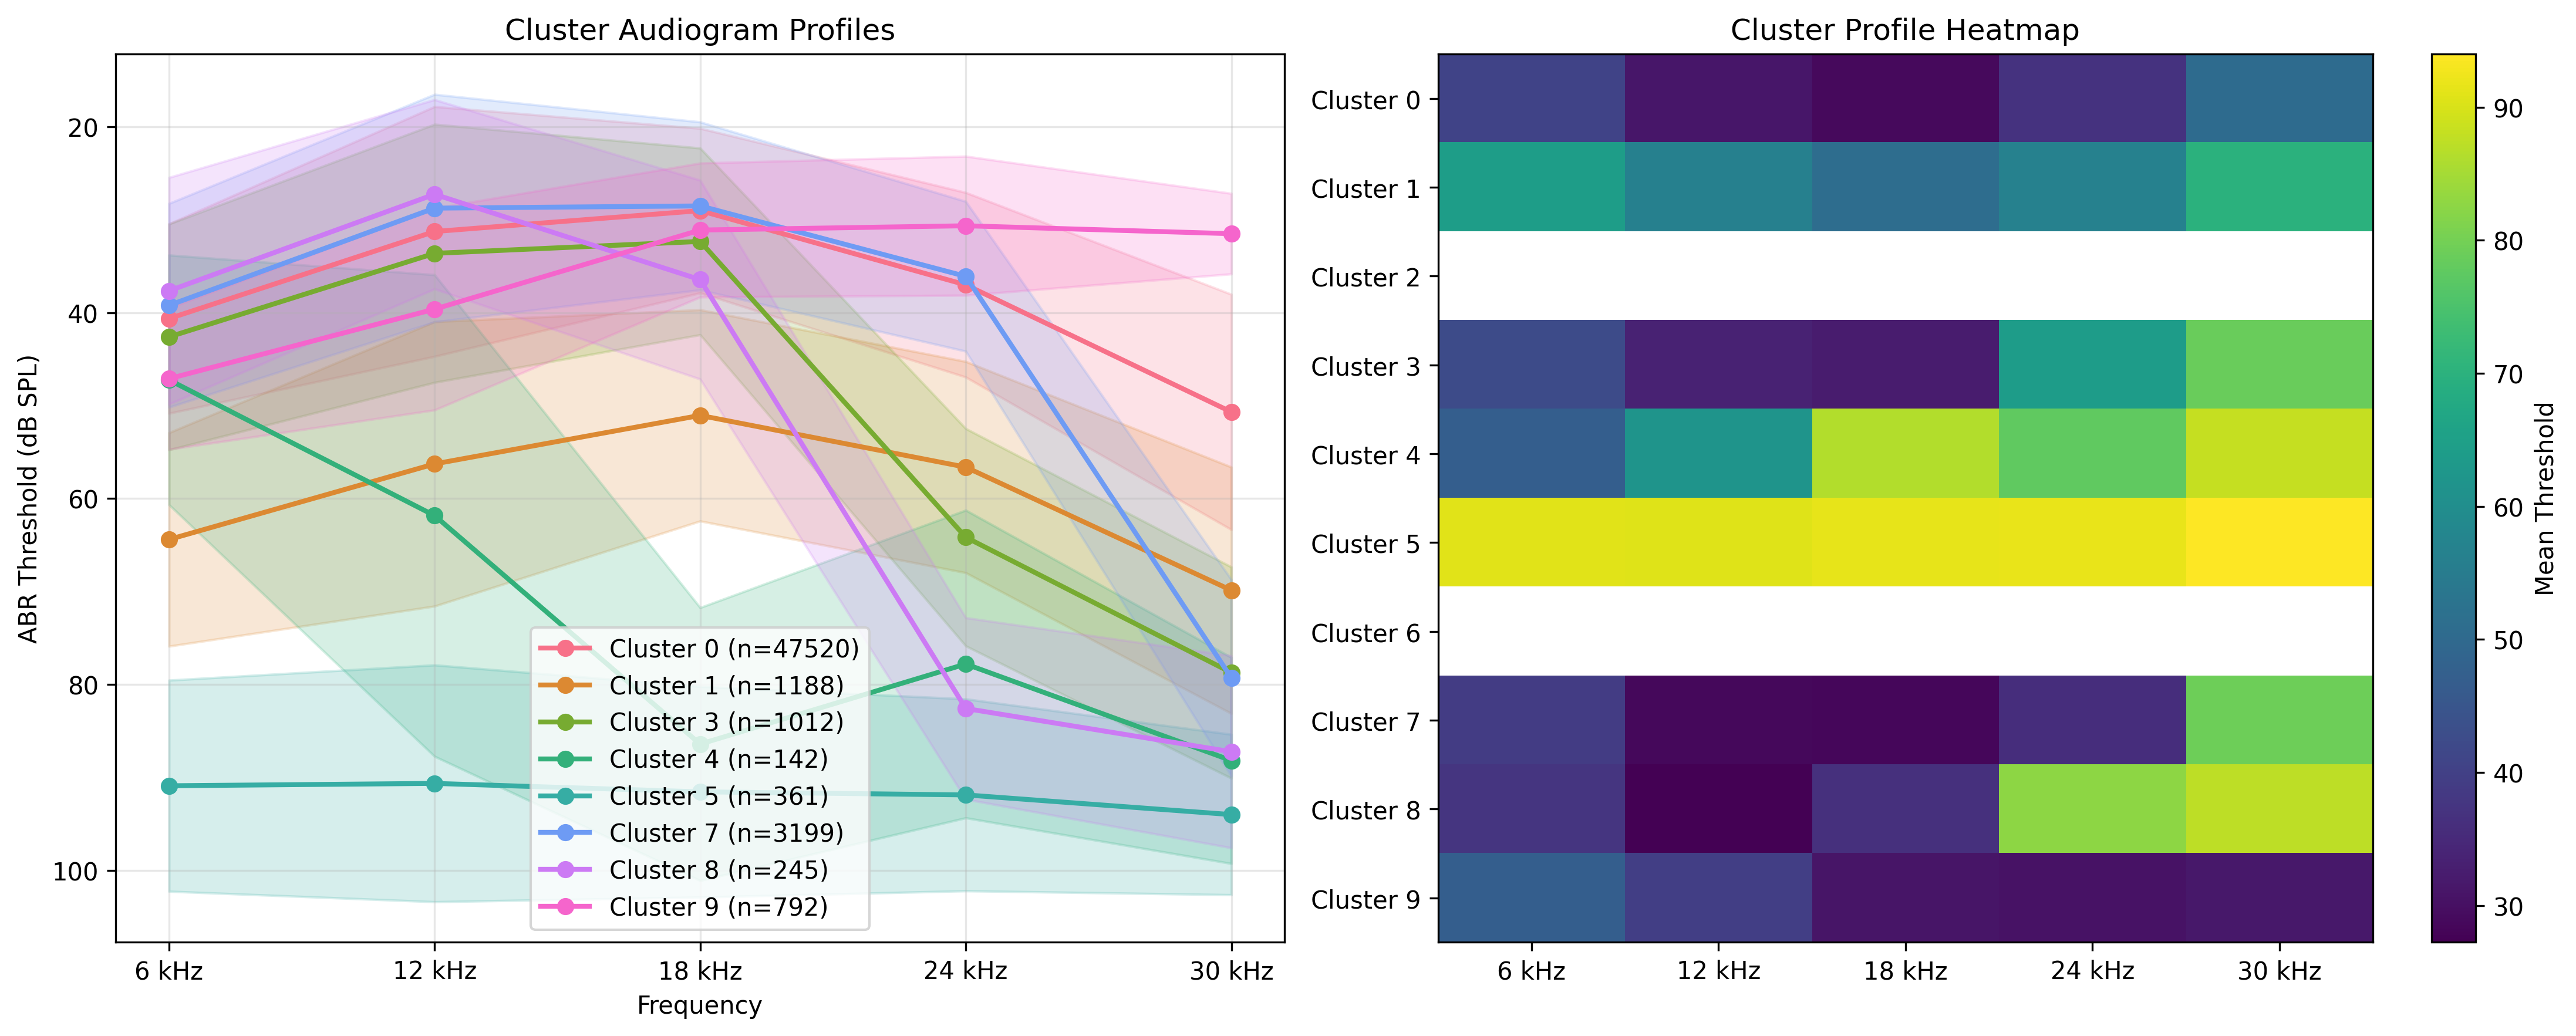 Cluster Audiogram Profiles
ABR Threshold (dB SPL)
20
40
60
80
100
6 kHz
12 kHz
18 kHz
24 kHz
30 kHz
Frequency
Cluster 0 (n=47520)
Cluster 1 (n=1188)
Cluster 3 (n=1012)
Cluster 4 (n=142)
Cluster 5 (n=361)
Cluster 7 (n=3199)
Cluster 8 (n=245)
Cluster 9 (n=792)
Cluster Profile Heatmap
Cluster 0
Cluster 1
Cluster 2
Cluster 3
Cluster 4
Cluster 5
Cluster 6
Cluster 7
Cluster 8
Cluster 9
6 kHz
12 kHz
18 kHz
24 kHz
30 kHz
90
80
70
60
50
40
30
Mean Threshold